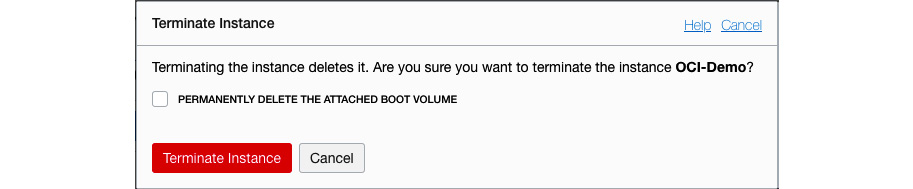 Terminate Instance
Help Cancel
Terminating the instance deletes it. Are you sure you want to terminate the instance OCI-Demo?
PERMANENTLY DELETE THE ATTACHED BOOT VOLUME
Terminate Instance Cancel